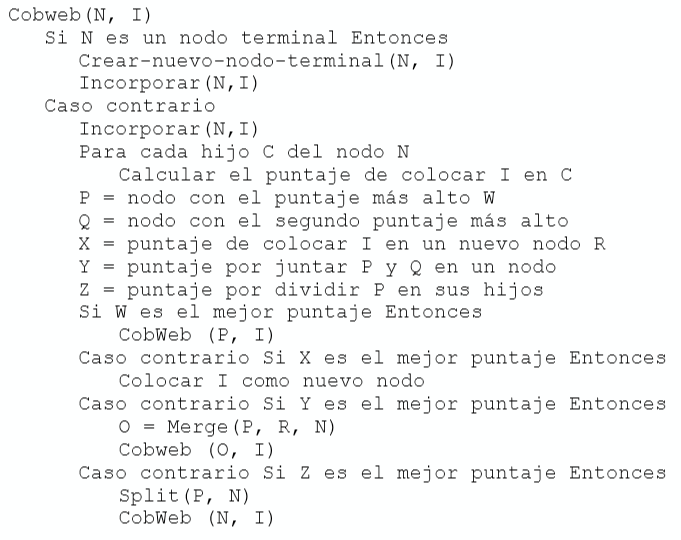 Cobweb(N, I)
Si N es un nodo terminal Entonces
Crear-nuevo-nodo-terminal(N, I)
Incorporar(N,I)
Caso contrario
Incorporar(N,I)
Para cada hijo C del nodo N
Calcular el puntaje de colocar I en C
P = nodo con el puntaje más alto W
Q = nodo con el segundo puntaje más alto
X = puntaje de colocar I en un nuevo nodo R
Y = puntaje por juntar P y Q en un nodo
Z = puntaje por dividir P en sus hijos
Si W es el mejor puntaje Entonces
CobWeb (P, I)
Caso contrario Si X es el mejor puntaje Entonces
Colocar I como nuevo nodo
Caso contrario Si Y es el mejor puntaje Entonces
O = Merge(P, R, N)
Cobweb (O, I)
Caso contrario Si Z es el mejor puntaje Entonces
Split(P, N)
CobWeb (N, I)